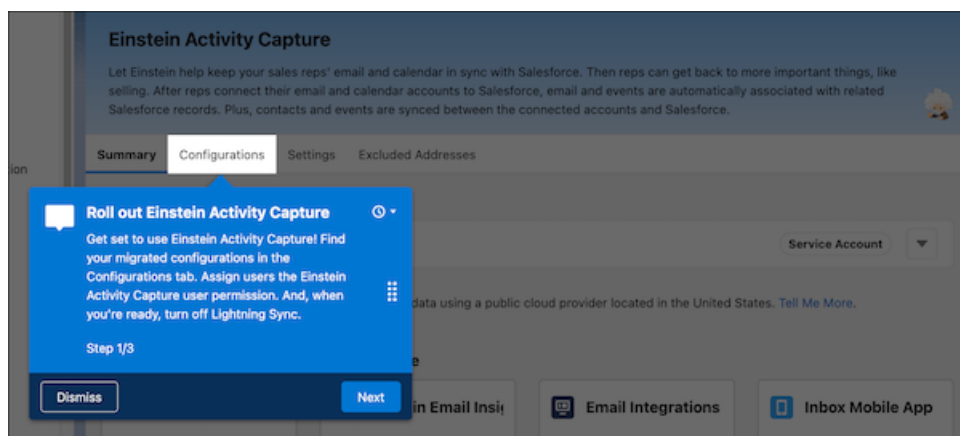 Einstein Activity Capture
Let Einstein help keep your sales reps' email and calendar in sync with Salesforce. Then reps can get back to more important things, like
selling. After reps connect their email and calendar accounts to Salesforce, email and events are automatically associated with related
Salesforce records. Plus, contacts and events are synced between the connected accounts and Salesforce.
Summary Configurations Settings Excluded Addresses
Roll out Einstein Activity Capture
Get set to use Einstein Activity Capture! Find
your migrated configurations in the
Configurations tab. Assign users the Einstein
Activity Capture user permission. And, when
you're ready, turn off Lightning Sync.
Step 1/3
Dismiss Next
Service Account
data using a public cloud provider located in the United States. Tell Me More.
in Email Insi
Email Integrations
Inbox Mobile App